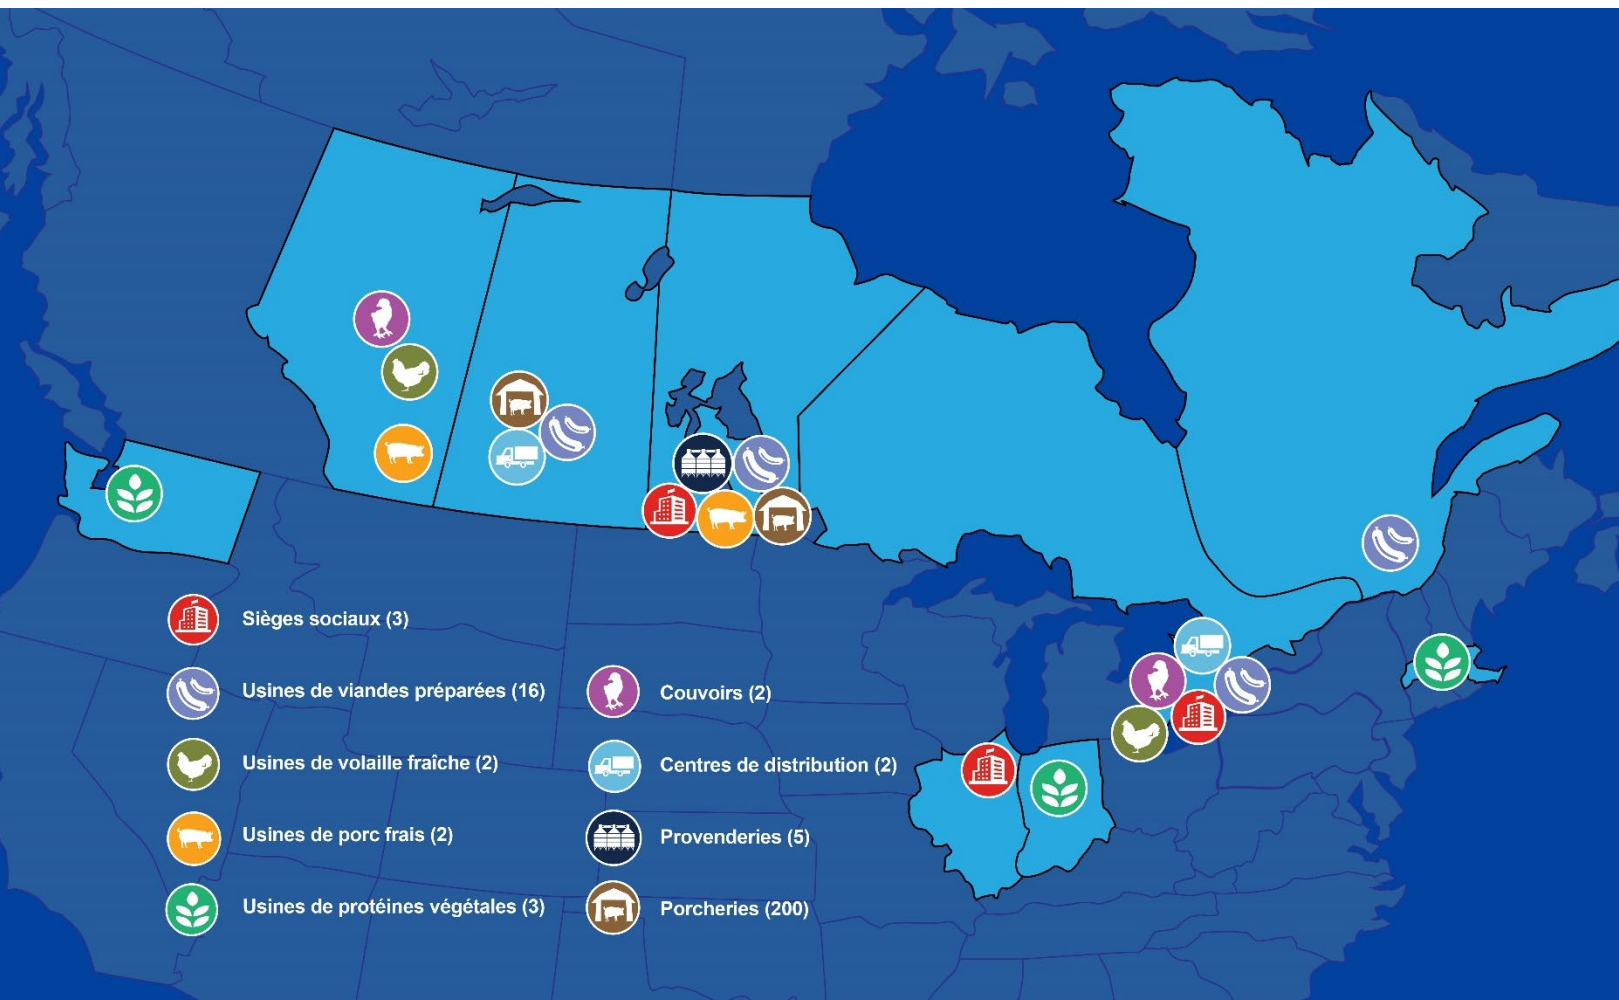 Sièges sociaux (3)
Usines de viandes préparées (16)
Usines de volaille fraîche (2)
Usines de porc frais (2)
Usines de protéines végétales (3)
Couvoirs (2)
Centres de distribution (2)
Provenderies (5)
Porcheries (200)